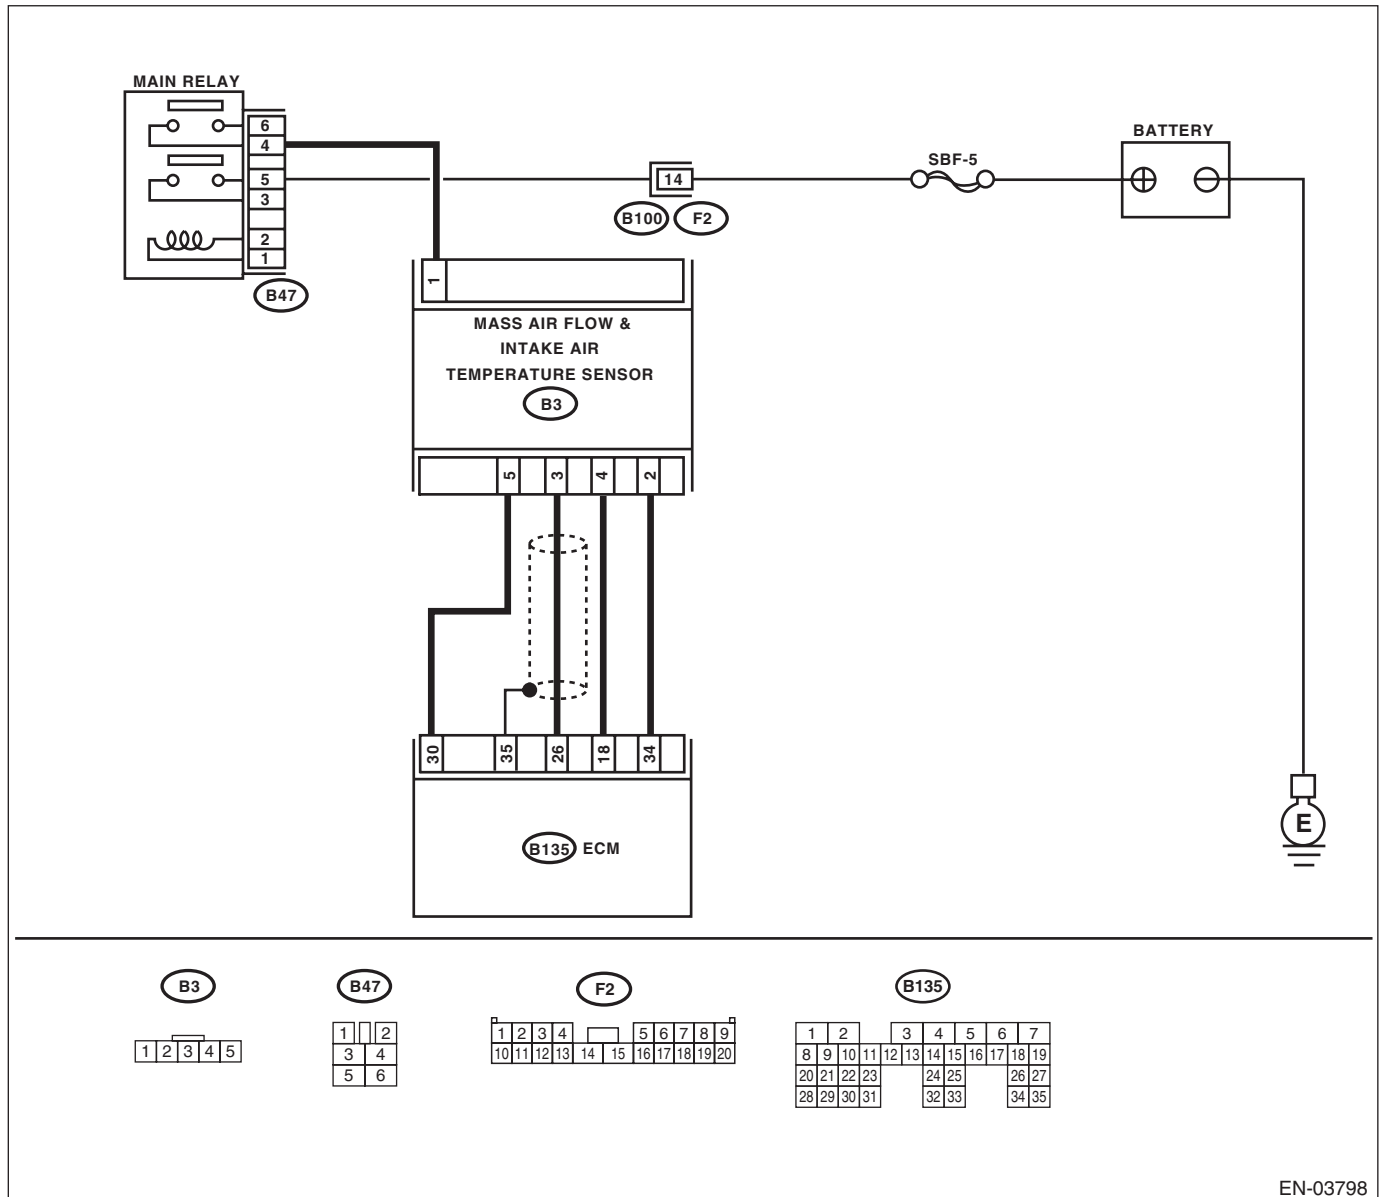 MAIN RELAY
6
4
5
3
2
1
B47
14
B100 F2
SBF-5
BATTERY
1
MASS AIR FLOW &
INTAKE AIR
TEMPERATURE SENSOR
B3
5 3 4 2
30 35 26 18 34
B135 ECM
E
B3
1 2 3 4 5
B47
1 2
3 4
5 6
F2
1 2 3 4 5 6 7 8 9
10 11 12 13 14 15 16 17 18 19 20
B135
1 2 3 4 5 6 7
8 9 10 11 12 13 14 15 16 17 18 19
20 21 22 23 24 25 26 27
28 29 30 31 32 33 34 35
EN-03798